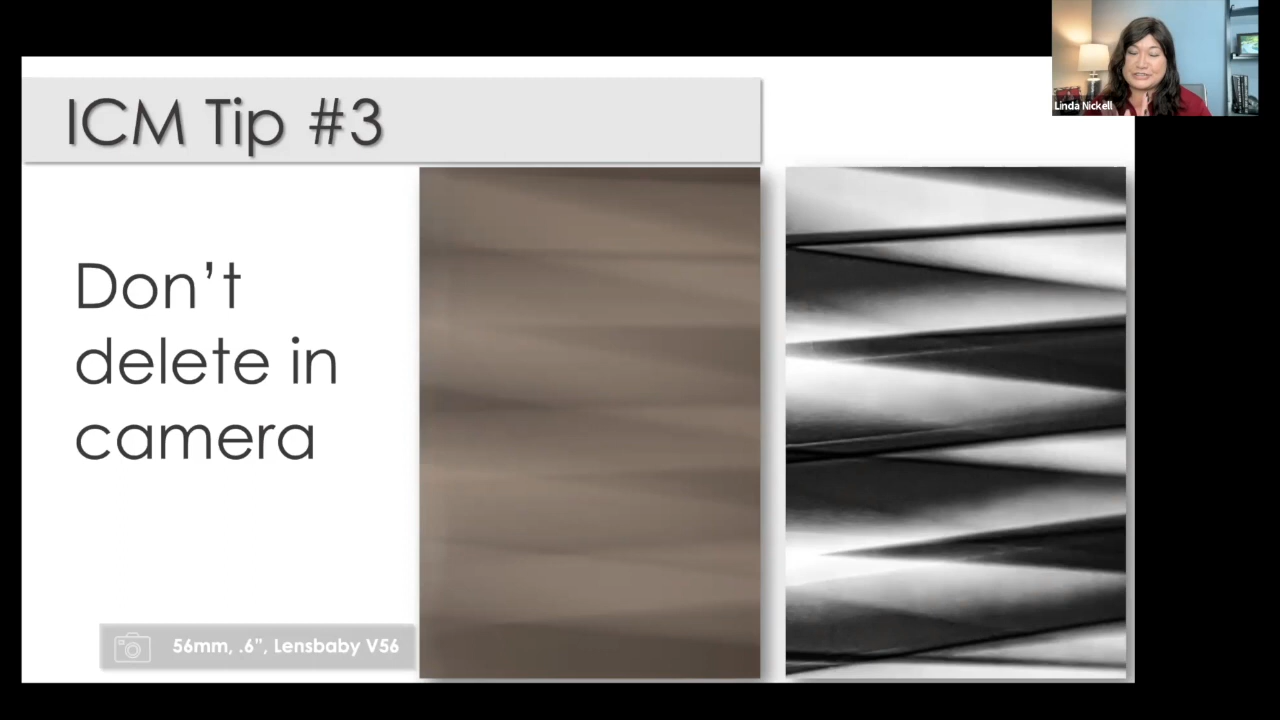 ICM Tip #3
Linda Nickell
Don't
delete in
camera
56mm, .6", Lensbaby V56